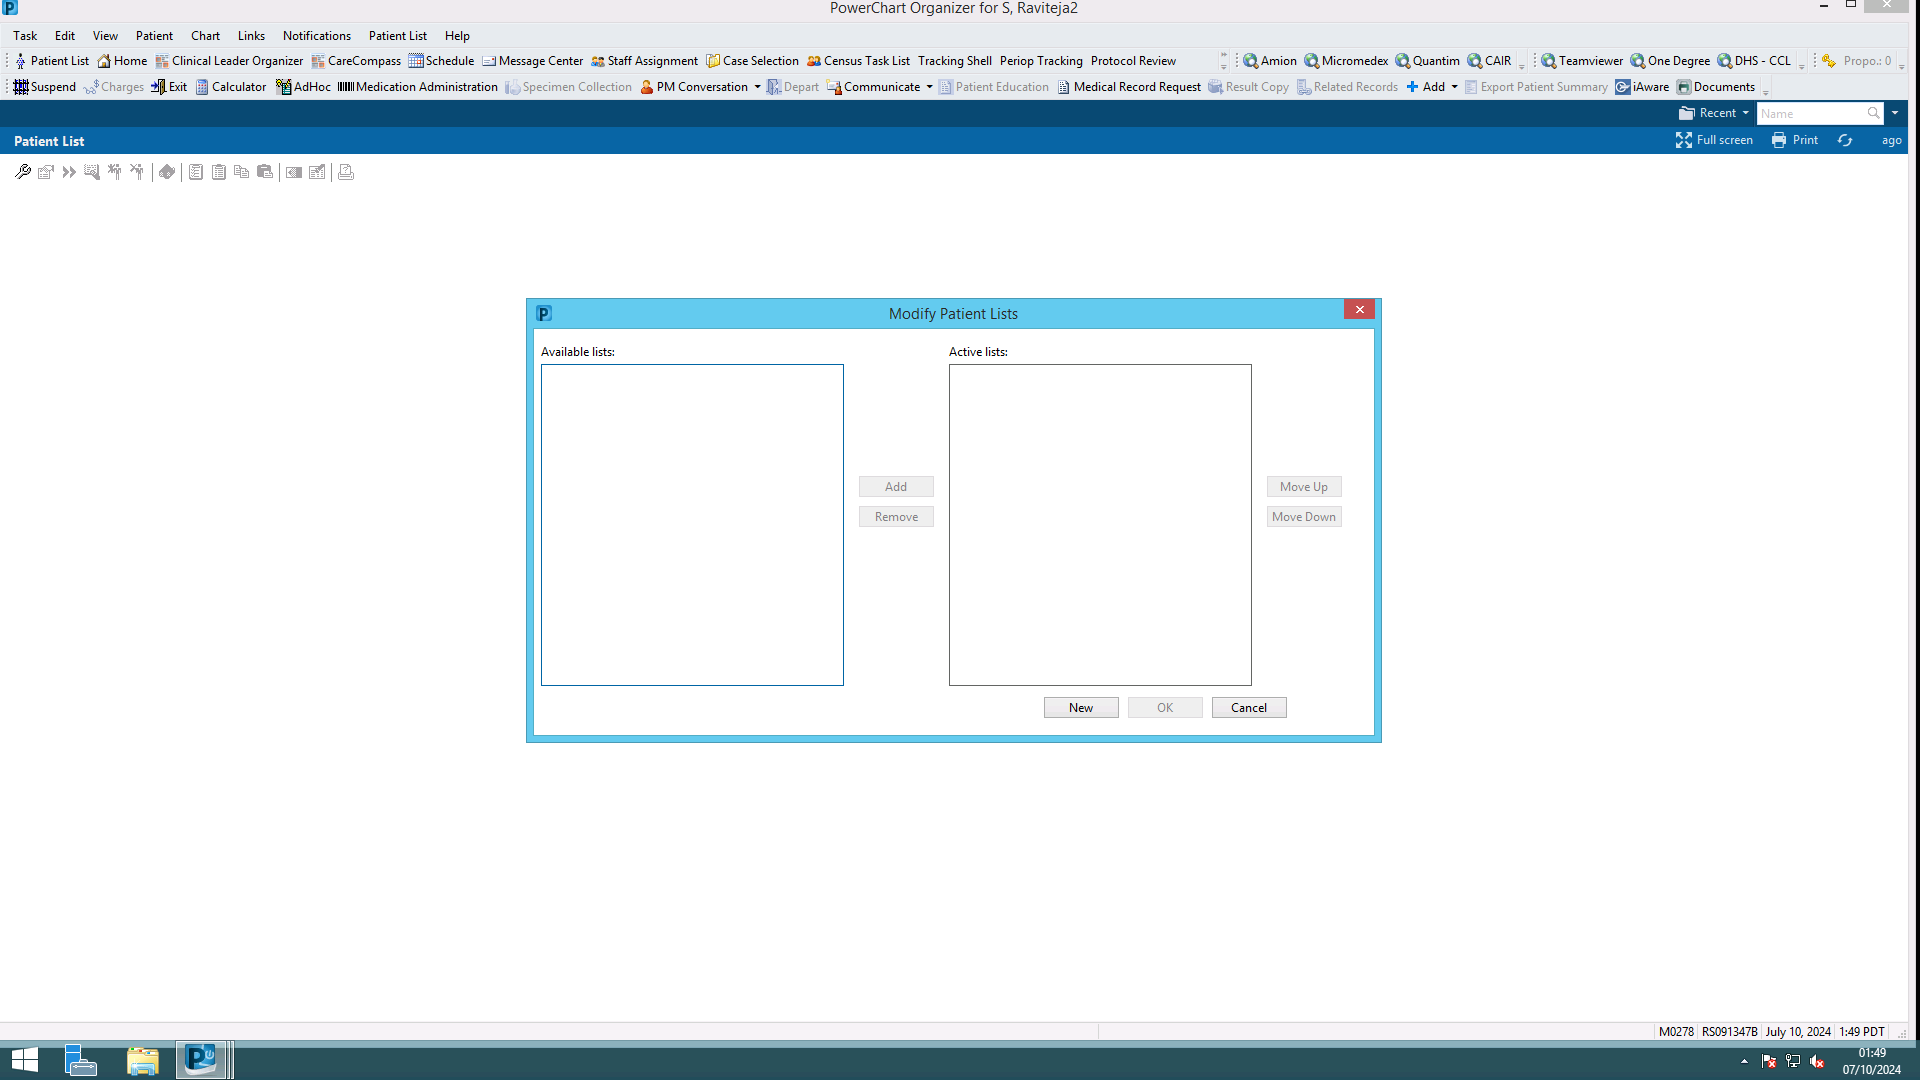 PowerChart Organizer for S, Raviteja2
Task Edit View Patient Chart Links Notifications Patient List Help
Patient List Home Clinical Leader Organizer CareCompass Schedule Message Center Staff Assignment Case Selection Census Task List Tracking Shell Periop Tracking Protocol Review Amion Micromedex Quantim CAIR Teamviewer One Degree DHS - CCL Propo.: 0
Suspend Charges Exit Calculator AdHoc Medication Administration Specimen Collection PM Conversation Depart Communicate Patient Education Medical Record Request Result Copy Related Records Add Export Patient Summary iAware Documents
Recent Name
Patient List Full screen Print ago
Modify Patient Lists
Available lists: Active lists:
Add Move Up
Remove Move Down
New OK Cancel
M0278 RS091347B July 10, 2024 1:49 PDT
01:49
07/10/2024